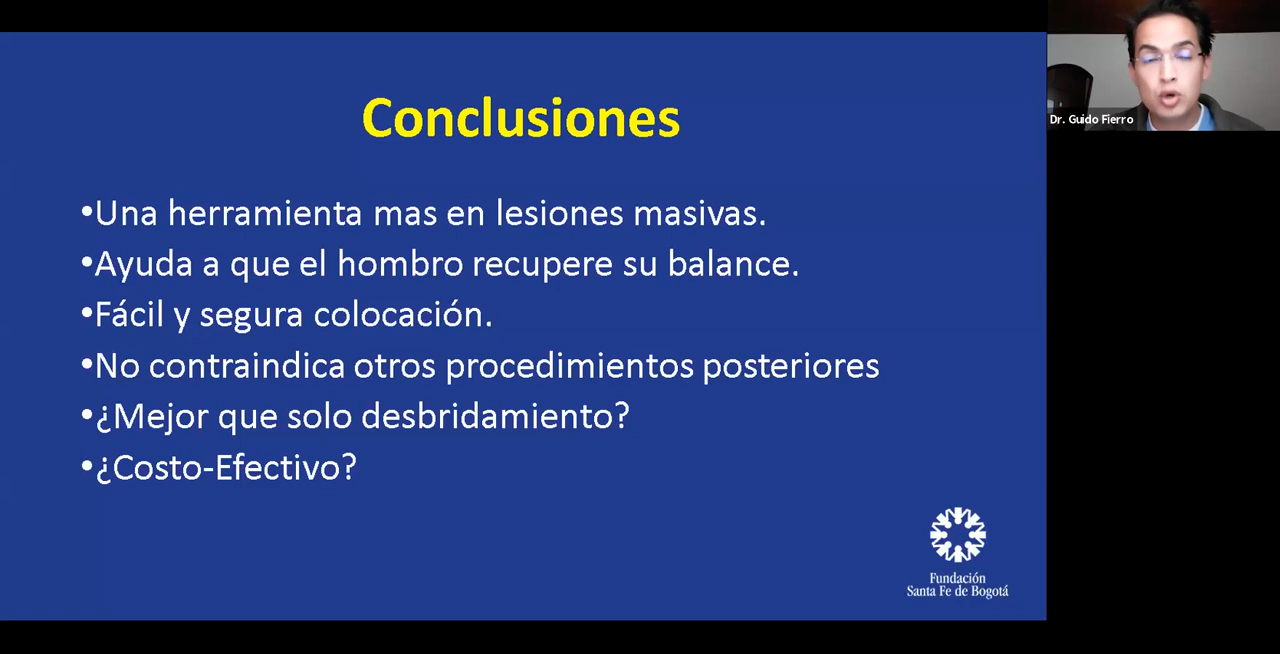 Conclusiones
•Una herramienta mas en lesiones masivas.
•Ayuda a que el hombro recupere su balance.
•Fácil y segura colocación.
•No contraindica otros procedimientos posteriores
•¿Mejor que solo desbridamiento?
•¿Costo-Efectivo?
Fundación
Santa Fe de Bogotá
Dr. Guido Fierro